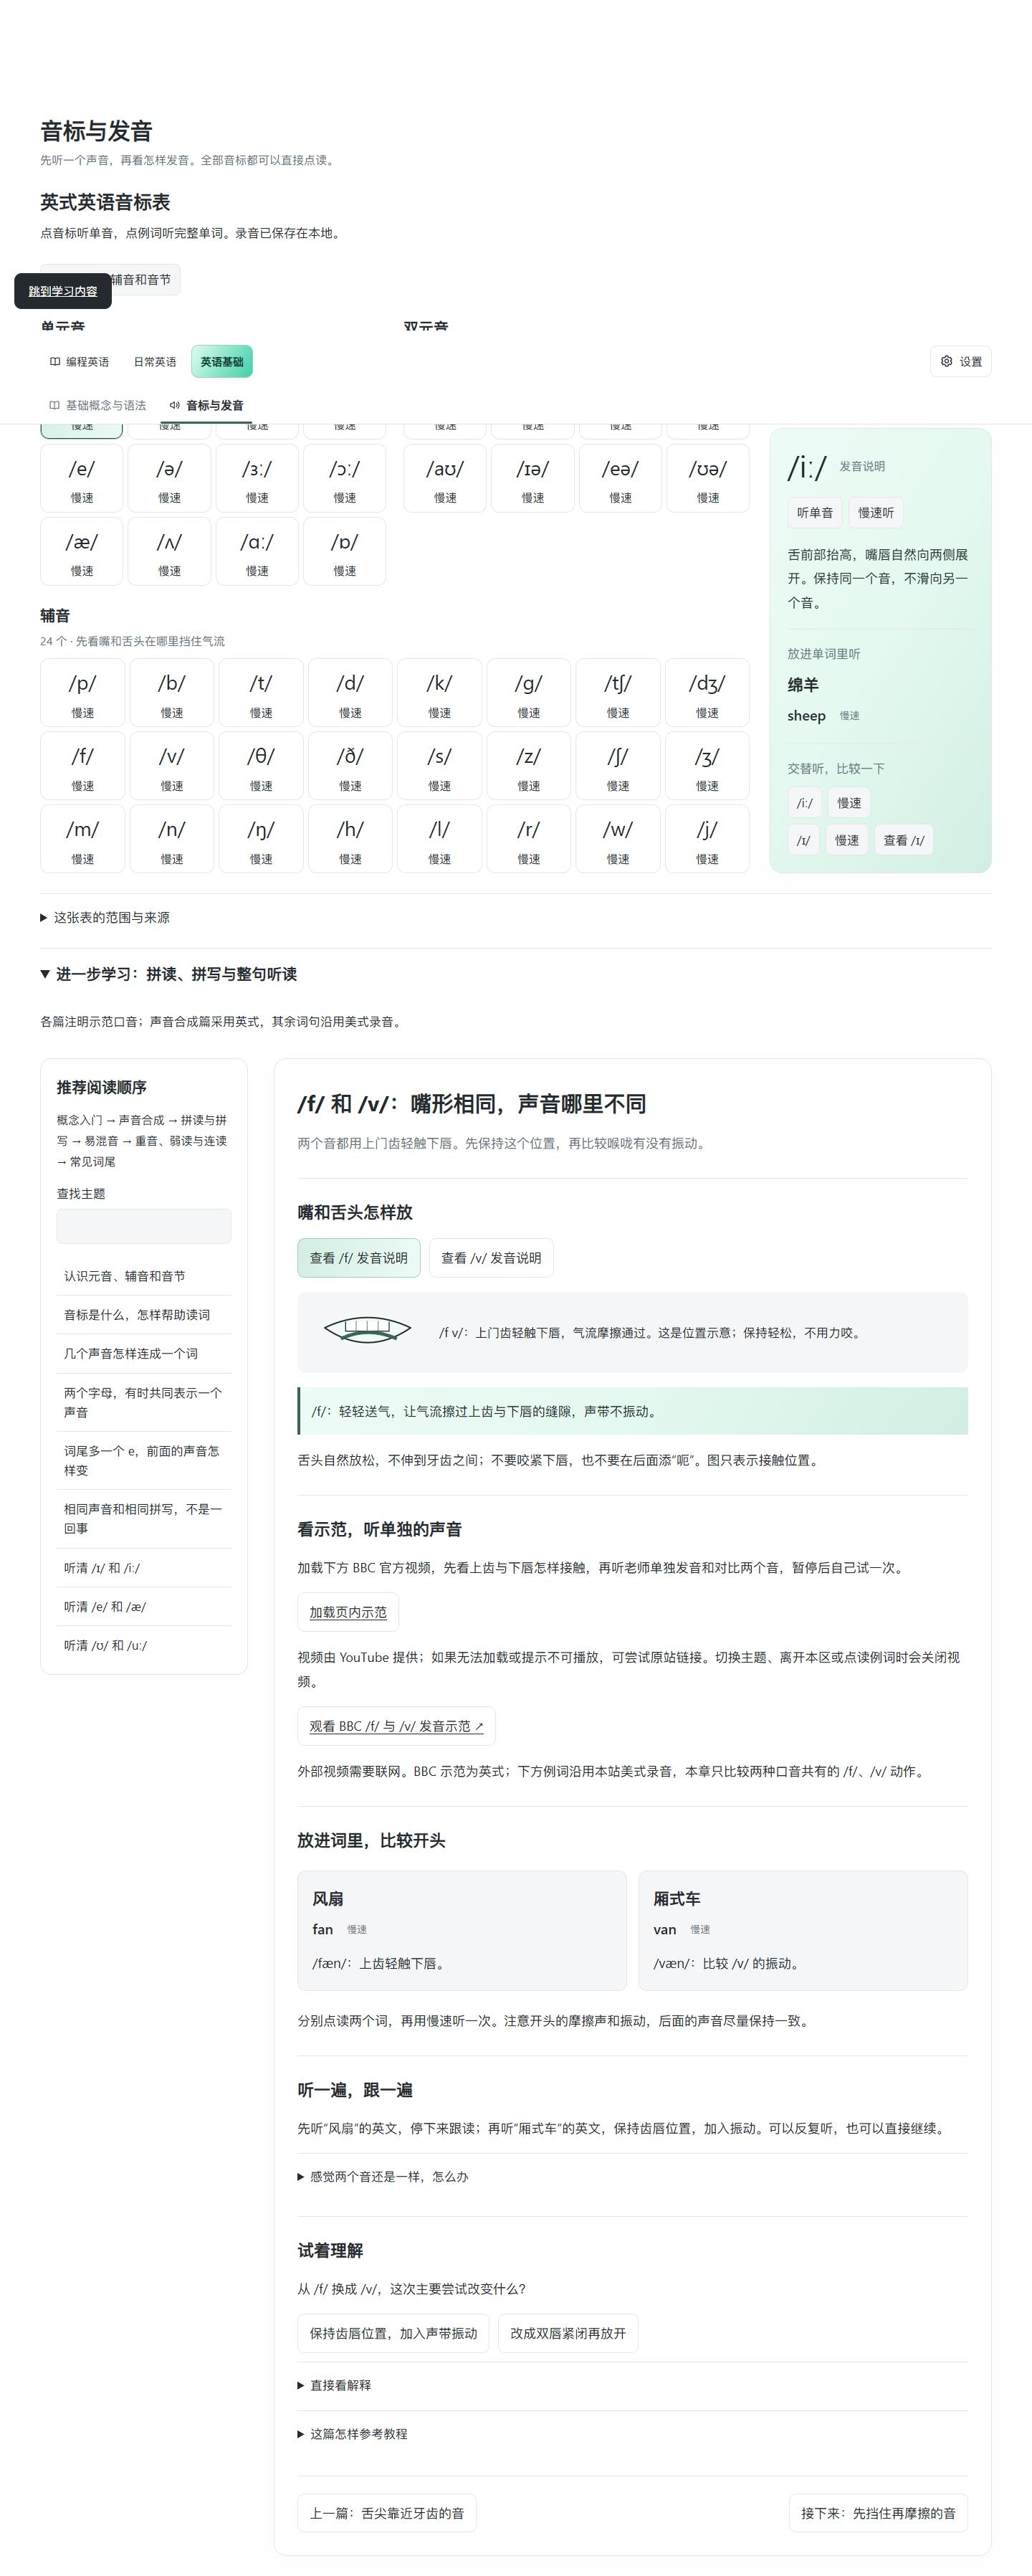 音标与发音
先听一个声音，再看怎样发音。全部音标都可以直接点读。
英式英语音标表
点音标听单音，点例词听完整单词。录音已保存在本地。
辅音和音节
跳到学习内容
单元音
双元音
编程英语
日常英语
英语基础
设置
基础概念与语法
音标与发音
慢速 慢速 慢速 慢速
慢速 慢速 慢速 慢速
/e/ /ə/ /ɜː/ /ɔː/
慢速 慢速 慢速 慢速
/aʊ/ /ɪə/ /eə/ /ʊə/
慢速 慢速 慢速 慢速
/æ/ /ʌ/ /ɑː/ /ɒ/
慢速 慢速 慢速 慢速
辅音
24 个 · 先看嘴和舌头在哪里挡住气流
/p/ /b/ /t/ /d/ /k/ /g/ /tʃ/ /dʒ/
慢速 慢速 慢速 慢速 慢速 慢速 慢速 慢速
/f/ /v/ /θ/ /ð/ /s/ /z/ /ʃ/ /ʒ/
慢速 慢速 慢速 慢速 慢速 慢速 慢速 慢速
/m/ /n/ /ŋ/ /h/ /l/ /r/ /w/ /j/
慢速 慢速 慢速 慢速 慢速 慢速 慢速 慢速
/iː/ 发音说明
听单音 慢速听
舌前部抬高，嘴唇自然向两侧展
开。保持同一个音，不滑向另一
个音。
放进单词里听
绵羊
sheep 慢速
交替听，比较一下
/iː/ 慢速
/ɪ/ 慢速 查看 /ɪ/
▶ 这张表的范围与来源
▼ 进一步学习：拼读、拼写与整句听读
各篇注明示范口音；声音合成篇采用英式，其余词句沿用美式录音。
推荐阅读顺序
概念入门 → 声音合成 → 拼读与拼
写 → 易混音 → 重音、弱读与连读
→ 常见词尾
查找主题
认识元音、辅音和音节
音标是什么，怎样帮助读词
几个声音怎样连成一个词
两个字母，有时共同表示一个
声音
词尾多一个 e，前面的声音怎
样变
相同声音和相同拼写，不是一
回事
听清 /ɪ/ 和 /iː/
听清 /e/ 和 /æ/
听清 /ʊ/ 和 /uː/
/f/ 和 /v/：嘴形相同，声音哪里不同
两个音都用上门齿轻触下唇。先保持这个位置，再比较喉咙有没有振动。
嘴和舌头怎样放
查看 /f/ 发音说明
查看 /v/ 发音说明
/f v/：上门齿轻触下唇，气流摩擦通过。这是位置示意；保持轻松，不用力咬。
/f/：轻轻送气，让气流擦过上齿与下唇的缝隙，声带不振动。
舌头自然放松，不伸到牙齿之间；不要咬紧下唇，也不要在后面添“呃”。图只表示接触位置。
看示范，听单独的声音
加载下方 BBC 官方视频，先看上齿与下唇怎样接触，再听老师单独发音和对比两个音，暂停后自己试一次。
加载页内示范
视频由 YouTube 提供；如果无法加载或提示不可播放，可尝试原站链接。切换主题、离开本区或点读例词时会关闭视
频。
观看 BBC /f/ 与 /v/ 发音示范 ↗
外部视频需要联网。BBC 示范为英式；下方例词沿用本站美式录音，本章只比较两种口音共有的 /f/、/v/ 动作。
放进词里，比较开头
风扇
fan 慢速
/fæn/：上齿轻触下唇。
厢式车
van 慢速
/væn/：比较 /v/ 的振动。
分别点读两个词，再用慢速听一次。注意开头的摩擦声和振动，后面的声音尽量保持一致。
听一遍，跟一遍
先听“风扇”的英文，停下来跟读；再听“厢式车”的英文，保持齿唇位置，加入振动。可以反复听，也可以直接继续。
▶ 感觉两个音还是一样，怎么办
试着理解
从 /f/ 换成 /v/，这次主要尝试改变什么？
保持齿唇位置，加入声带振动
改成双唇紧闭再放开
▶ 直接看解释
▶ 这篇怎样参考教程
上一篇：舌尖靠近牙齿的音
接下来：先挡住再摩擦的音